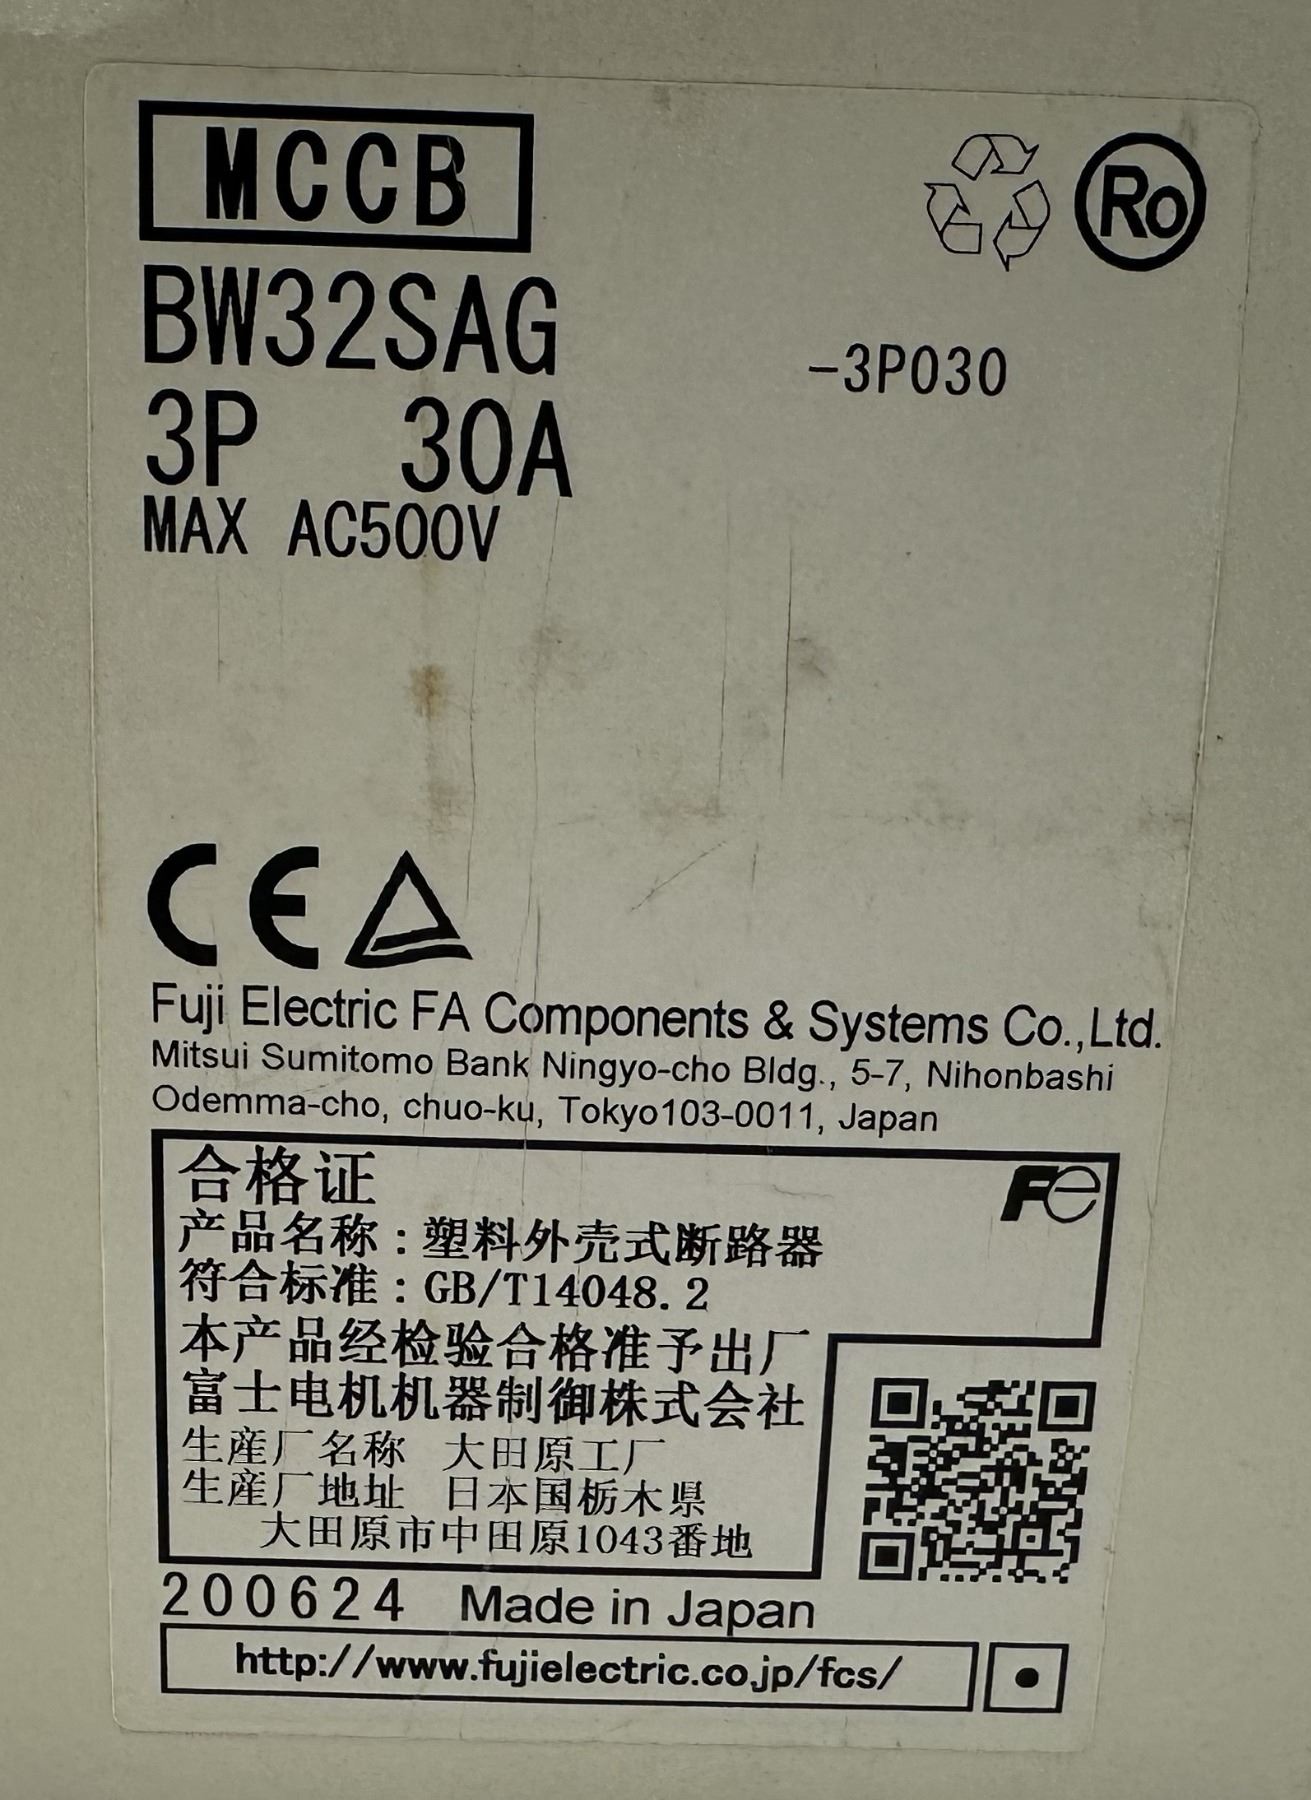 MCCB
Ro
BW32SAG
-3P030
3P 30A
MAX AC500V
CE
Fuji Electric FA Components & Systems Co.,Ltd.
Mitsui Sumitomo Bank Ningyo-cho Bldg., 5-7, Nihonbashi
Odemma-cho, chuo-ku, Tokyo103-0011, Japan
合格证
Fe
产品名称:塑料外壳式断路器
符合标准:GB/T14048.2
本产品经检验合格准予出厂
富士电机机器制御株式会社
生産厂名称 大田原工厂
生産厂地址 日本国栃木県
大田原市中田原1043番地
200624 Made in Japan
http://www.fujielectric.co.jp/fcs/